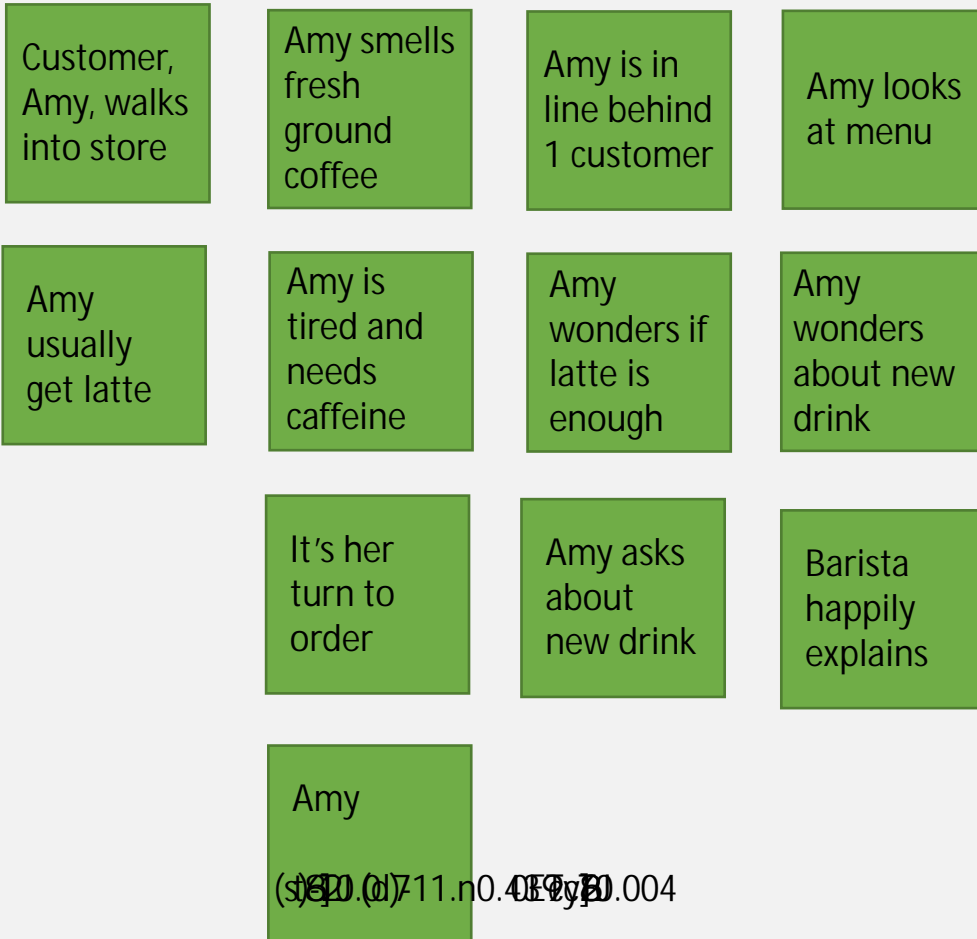 Customer,
Amy, walks
into store
Amy smells
fresh
ground
coffee
Amy is in
line behind
1 customer
Amy looks
at menu
Amy
usually
get latte
Amy is
tired and
needs
caffeine
Amy
wonders if
latte is
enough
Amy
wonders
about new
drink
It's her
turn to
order
Amy asks
about
new drink
Barista
happily
explains
Amy